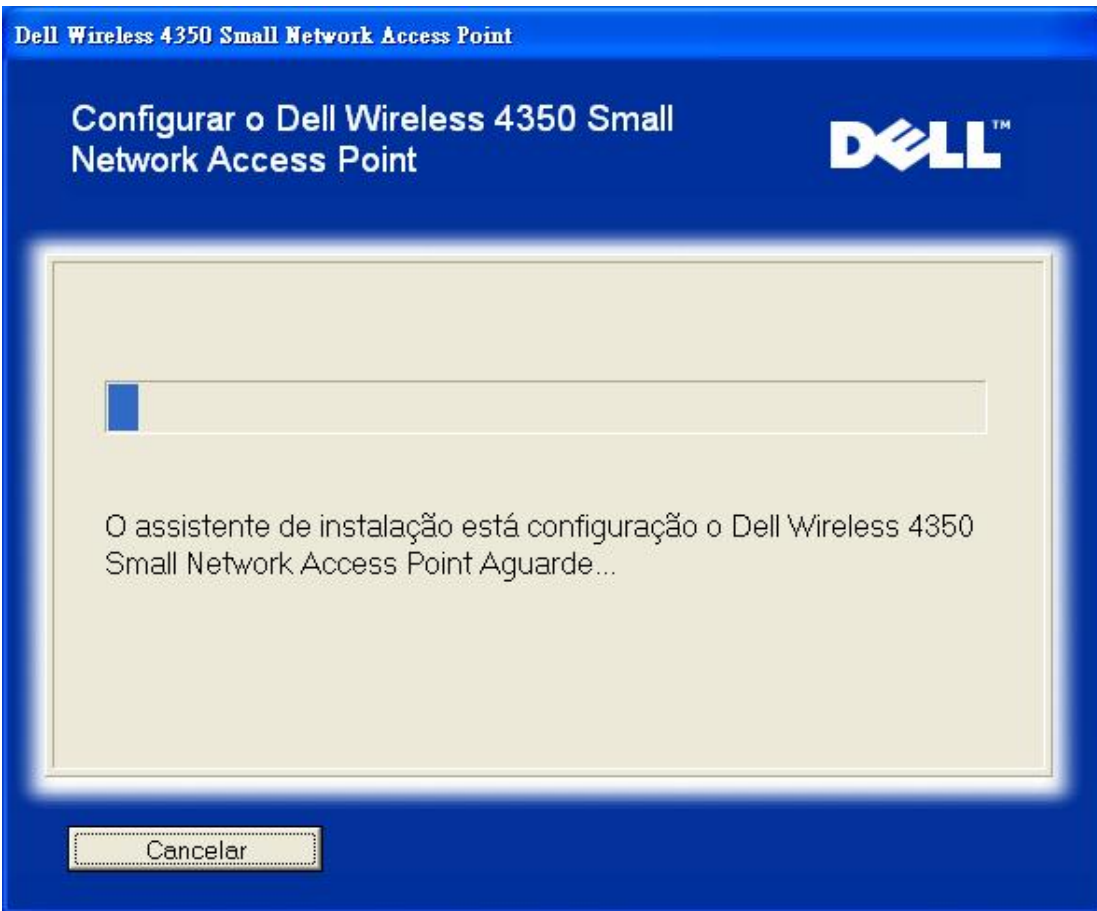 Dell Wireless 4350 Small Network Access Point
Configurar o Dell Wireless 4350 Small
Network Access Point
DELL™
O assistente de instalação está configuração o Dell Wireless 4350
Small Network Access Point Aguarde...
Cancelar